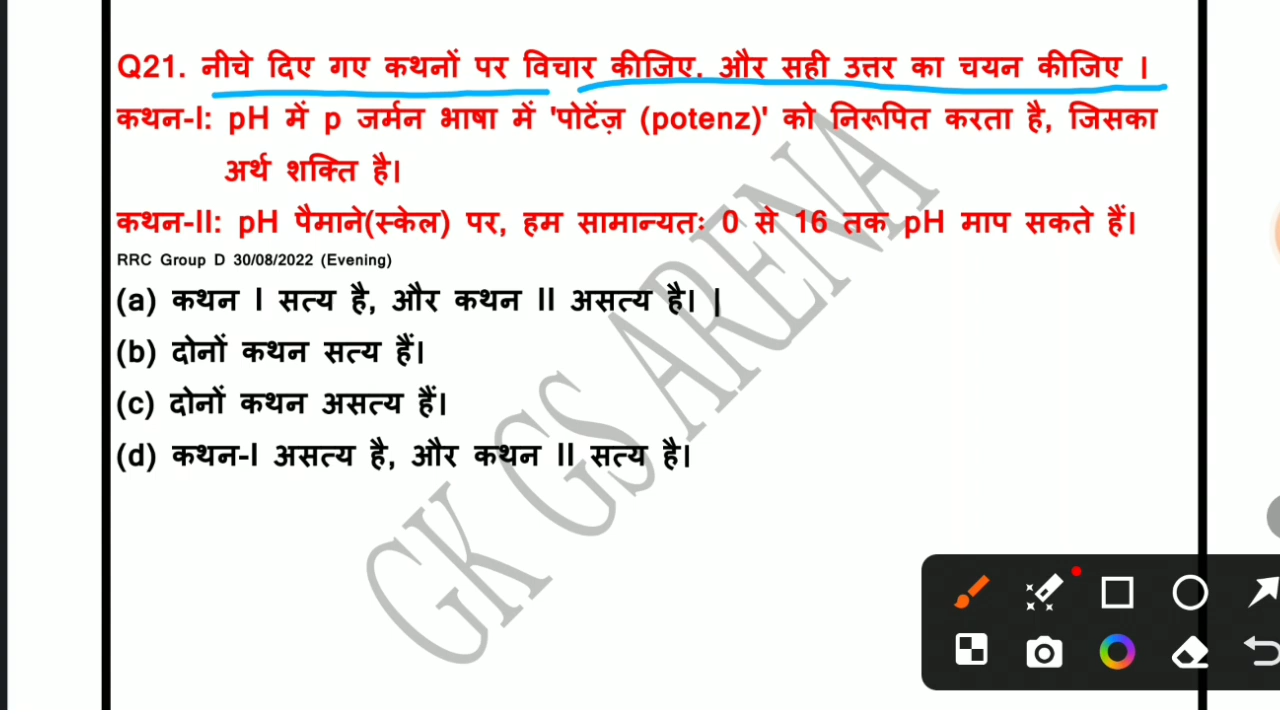 Q21. नीचे दिए गए कथनों पर विचार कीजिए. और सही उत्तर का चयन कीजिए ।
कथन-I: pH में p जर्मन भाषा में 'पोटेंज़ (potenz)' को निरूपित करता है, जिसका
अर्थ शक्ति है।
कथन-II: pH पैमाने(स्केल) पर, हम सामान्यतः 0 से 16 तक pH माप सकते हैं।
RRC Group D 30/08/2022 (Evening)
(a) कथन I सत्य है, और कथन II असत्य है। |
(b) दोनों कथन सत्य हैं।
(c) दोनों कथन असत्य हैं।
(d) कथन-I असत्य है, और कथन II सत्य है।
GK GS ARENA